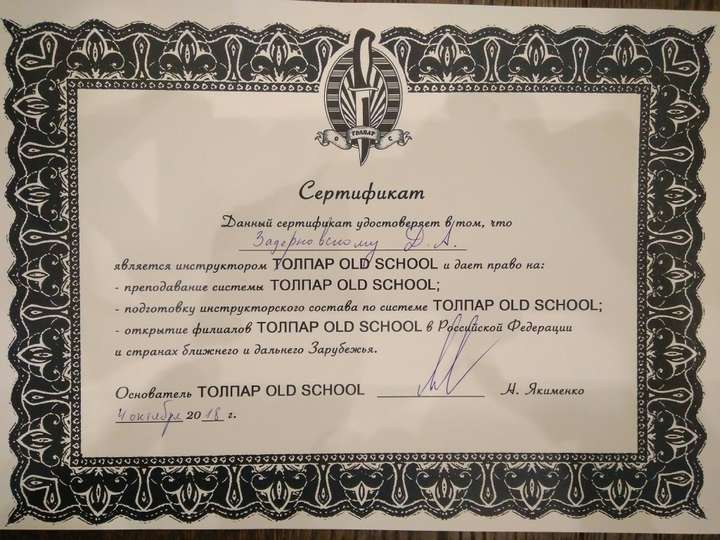 ТОЛПАР
O S
Сертификат
Данный сертификат удостоверяет в том, что
Задерновскому Д. А.
является инструктором ТОЛПАР OLD SCHOOL и дает право на:
- преподавание системы ТОЛПАР OLD SCHOOL;
- подготовку инструкторского состава по системе ТОЛПАР OLD SCHOOL;
- открытие филиалов ТОЛПАР OLD SCHOOL в Российской Федерации
и странах ближнего и дальнего Зарубежья.
Основатель ТОЛПАР OLD SCHOOL Н. Якименко
4 октября 2018 г.